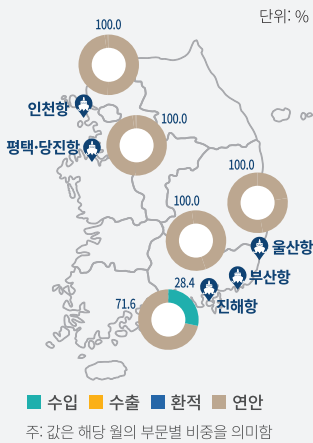 단위: %
100.0
인천항
100.0
평택·당진항
100.0
100.0
울산항
부산항
28.4
진해항
71.6
수입 수출 환적 연안
주: 값은 해당 월의 부문별 비중을 의미함